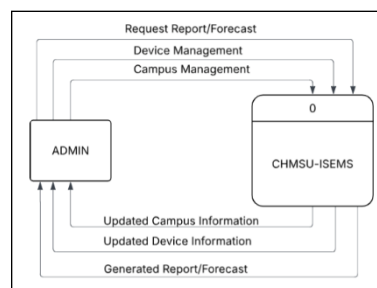 Request Report/Forecast
Device Management
Campus Management
0
ADMIN
CHMSU-ISEMS
Updated Campus Information
Updated Device Information
Generated Report/Forecast